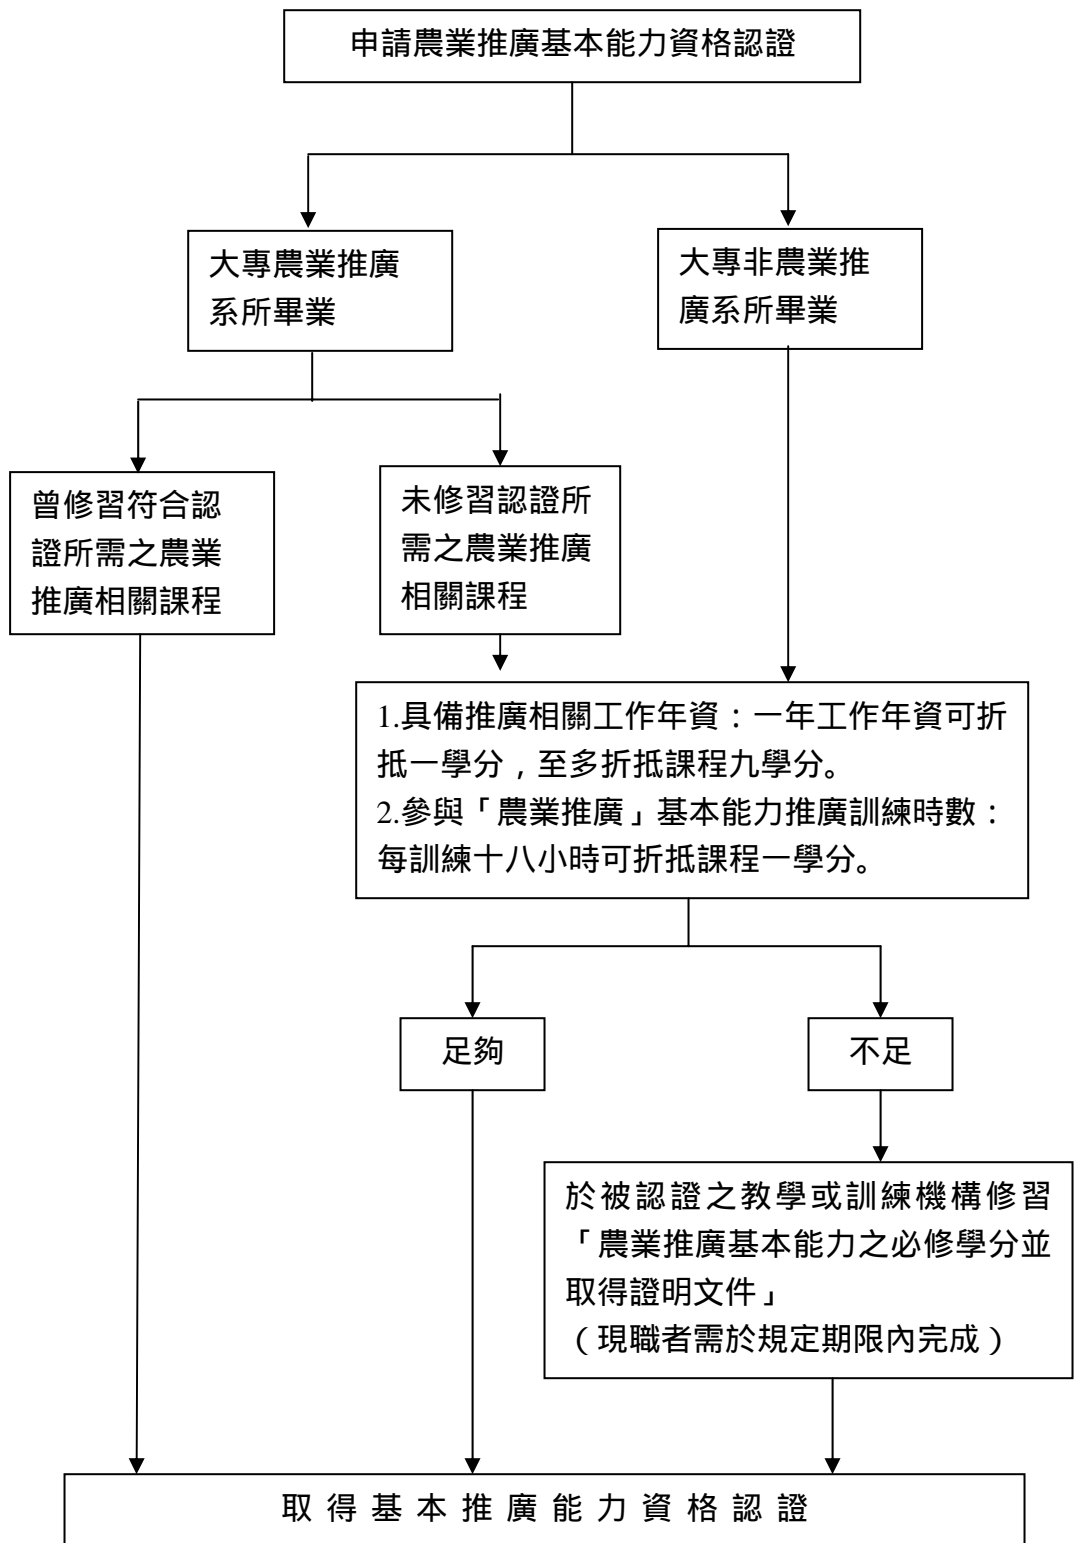 申請農業推廣基本能力資格認證
大專農業推廣
系所畢業
大專非農業推
廣系所畢業
曾修習符合認
證所需之農業
推廣相關課程
未修習認證所
需之農業推廣
相關課程
1.具備推廣相關工作年資：一年工作年資可折
抵一學分，至多折抵課程九學分。
2.參與「農業推廣」基本能力推廣訓練時數：
每訓練十八小時可折抵課程一學分。
足夠
不足
於被認證之教學或訓練機構修習
「農業推廣基本能力之必修學分並
取得證明文件」
（現職者需於規定期限內完成）
取得基本推廣能力資格認證